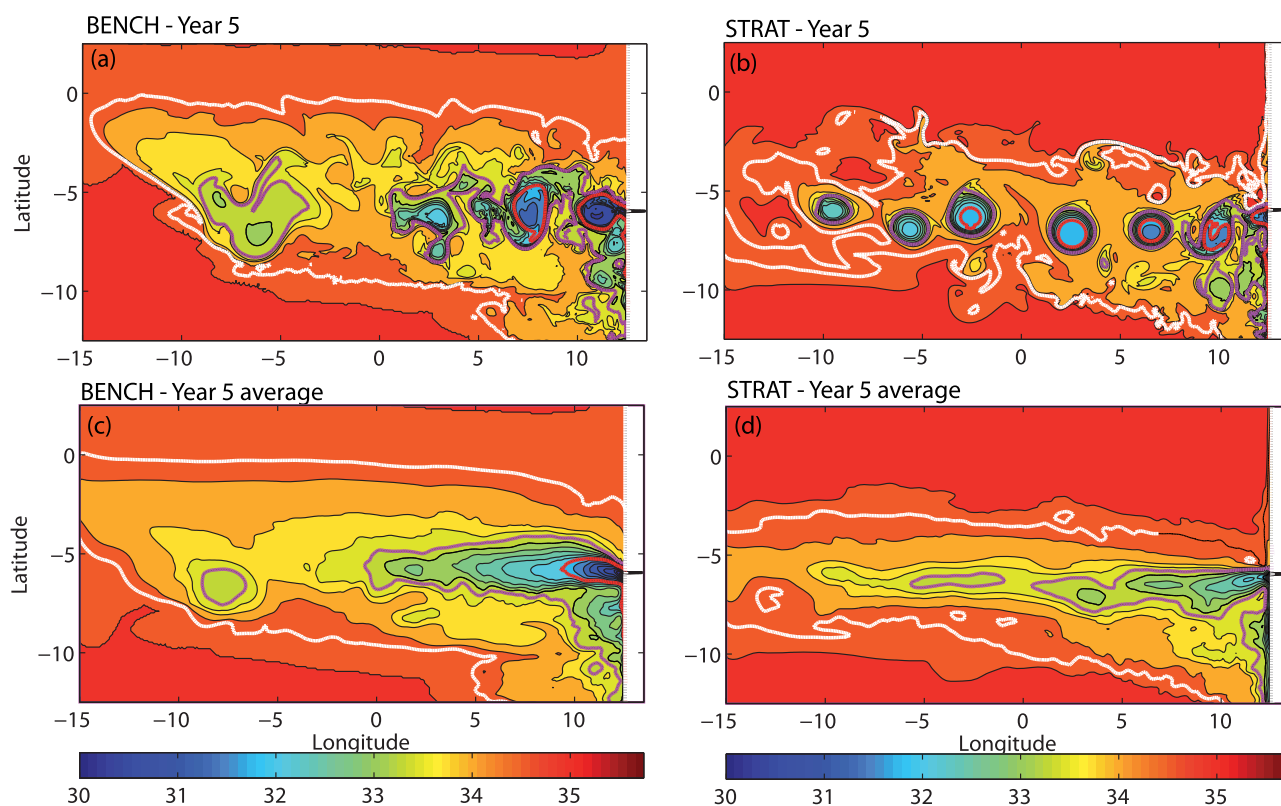 BENCH - Year 5
STRAT - Year 5
(a)
(b)
Latitude
0
−5
−10
0
−5
−10
−15 −10 −5 0 5 10
−15 −10 −5 0 5 10
BENCH - Year 5 average
STRAT - Year 5 average
(c)
(d)
Latitude
0
−5
−10
0
−5
−10
−15 −10 −5 0 5 10
−15 −10 −5 0 5 10
Longitude
Longitude
30 31 32 33 34 35
30 31 32 33 34 35